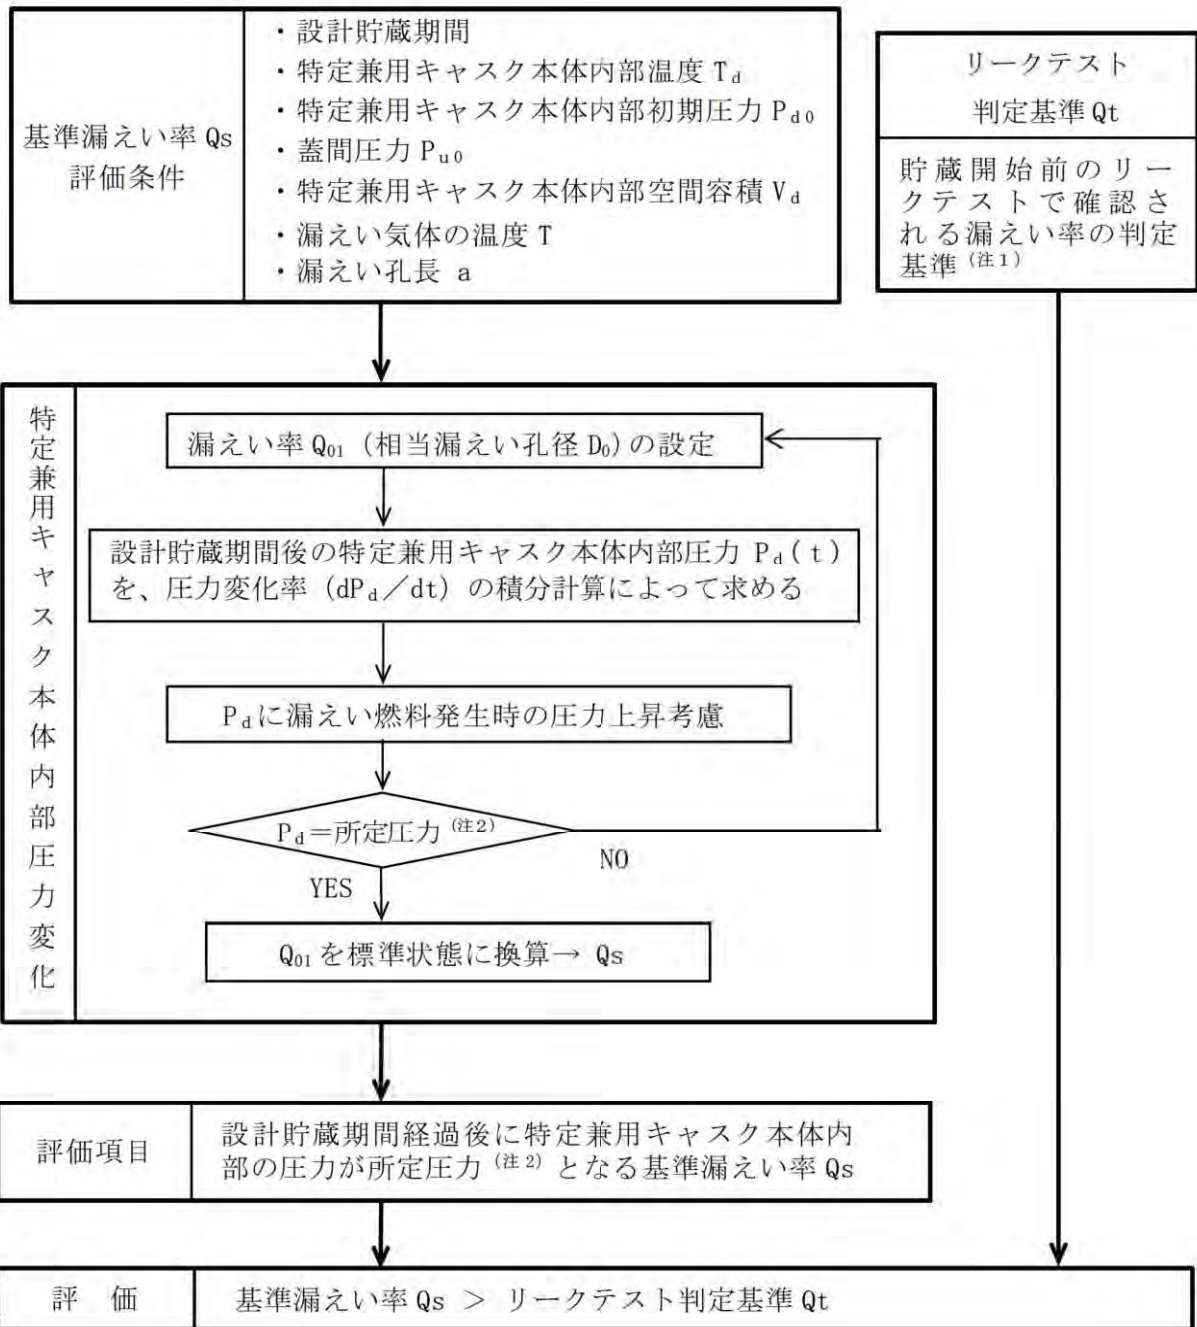 基準漏えい率 Qs
評価条件
・設計貯蔵期間
・特定兼用キャスク本体内部温度 Td
・特定兼用キャスク本体内部初期圧力 Pd0
・蓋間圧力 Pu0
・特定兼用キャスク本体内部空間容積 Vd
・漏えい気体の温度 T
・漏えい孔長 a
リークテスト
判定基準 Qt
貯蔵開始前のリー
クテストで確認さ
れる漏えい率の判定
基準(注1)
特定兼用キャスク本体内部圧力変化
漏えい率 Q01 (相当漏えい孔径 D0) の設定
設計貯蔵期間後の特定兼用キャスク本体内部圧力 Pd(t)
を、圧力変化率 (dPd/dt) の積分計算によって求める
Pdに漏えい燃料発生時の圧力上昇考慮
Pd＝所定圧力(注2)
NO
YES
Q01 を標準状態に換算→ Qs
評価項目
設計貯蔵期間経過後に特定兼用キャスク本体内
部の圧力が所定圧力(注2) となる基準漏えい率 Qs
評 価
基準漏えい率 Qs > リークテスト判定基準 Qt